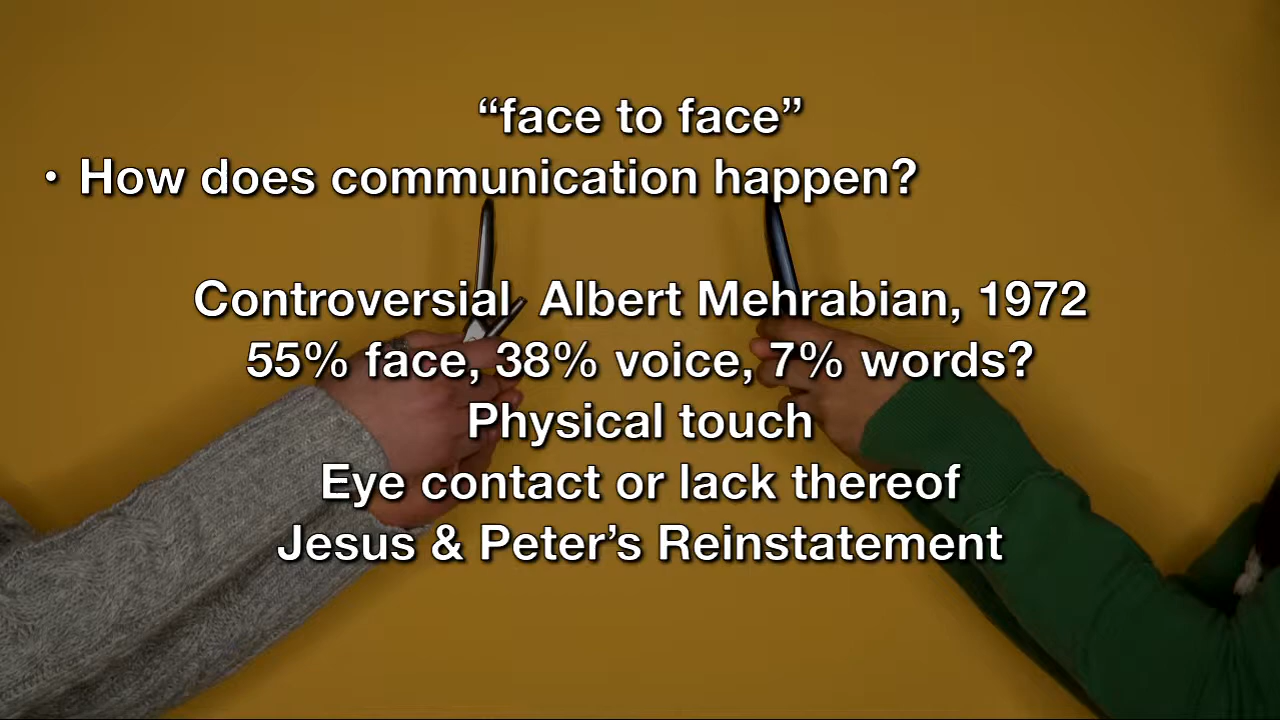 “face to face”
• How does communication happen?
Controversial  Albert Mehrabian, 1972
55% face, 38% voice, 7% words?
Physical touch
Eye contact or lack thereof
Jesus & Peter’s Reinstatement